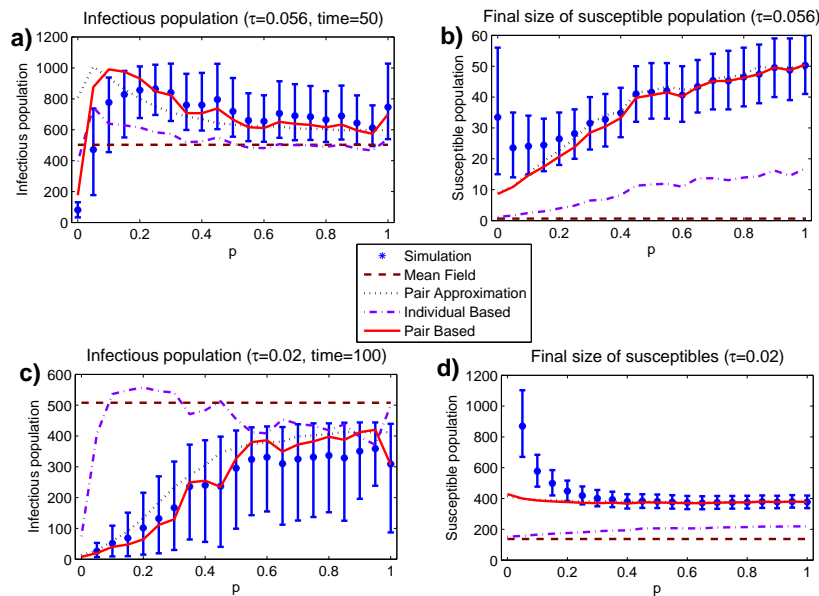 a)
Infectious population (τ=0.056, time=50)
Infectious population
1200
1000
800
600
400
200
0
0
0.2
0.4
0.6
0.8
1
p
b)
Final size of susceptible population (τ=0.056)
Susceptible population
60
50
40
30
20
10
0
0
0.2
0.4
0.6
0.8
1
p
Simulation
Mean Field
Pair Approximation
Individual Based
Pair Based
c)
Infectious population (τ=0.02, time=100)
Infectious population
600
500
400
300
200
100
0
0
0.2
0.4
0.6
0.8
1
p
d)
Final size of susceptibles (τ=0.02)
Susceptible population
1200
1000
800
600
400
200
0
0
0.2
0.4
0.6
0.8
1
p